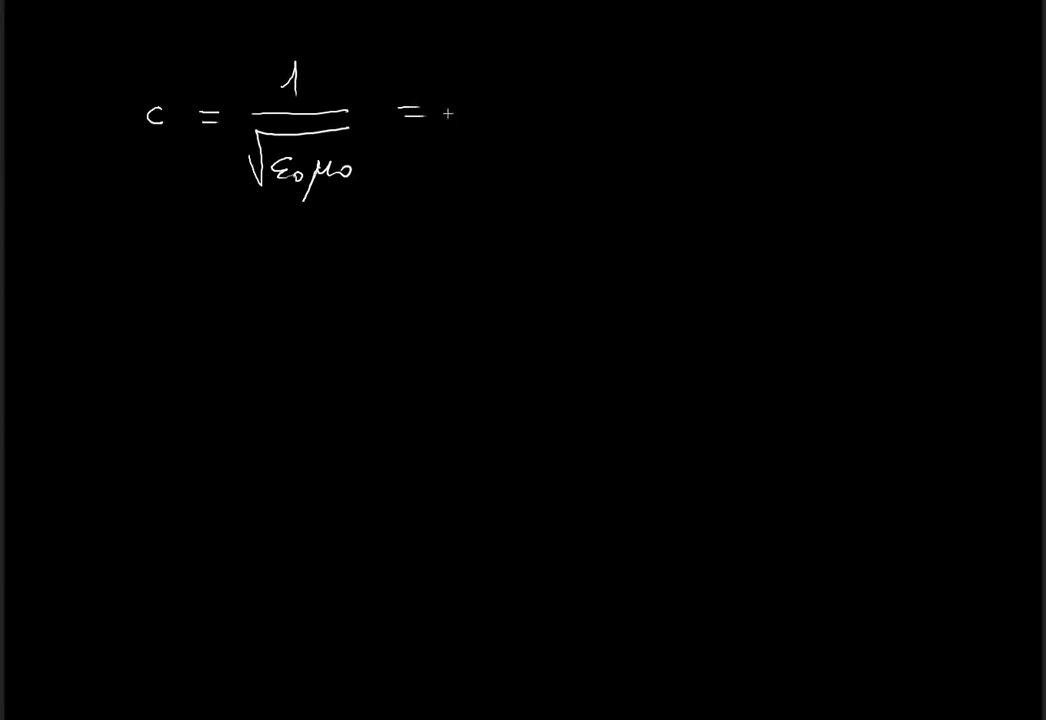 c = 1/√ε₀μ₀ =